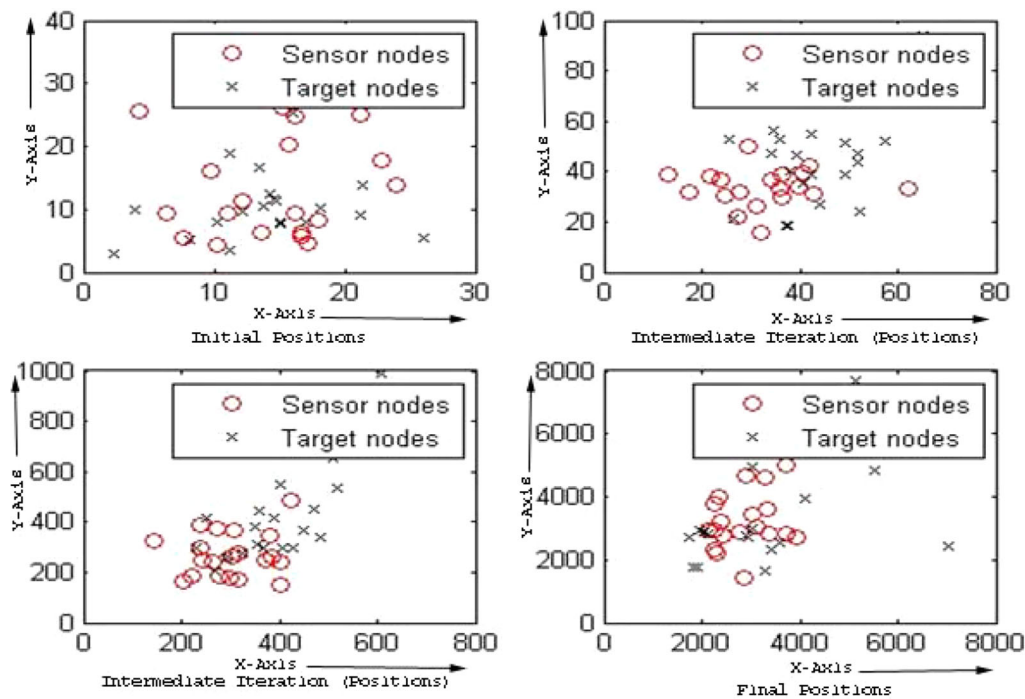 40
30
20
10
0
0
10
20
30
Y-Axis
Sensor nodes
Target nodes
X-Axis
Initial Positions
100
80
60
40
20
0
0
20
40
60
80
Y-Axis
Sensor nodes
Target nodes
X-Axis
Intermediate Iteration (Positions)
1000
800
600
400
200
0
0
200
400
600
800
Y-Axis
Sensor nodes
Target nodes
X-Axis
Intermediate Iteration (Positions)
8000
6000
4000
2000
0
0
2000
4000
6000
8000
Y-Axis
Sensor nodes
Target nodes
X-Axis
Final Positions